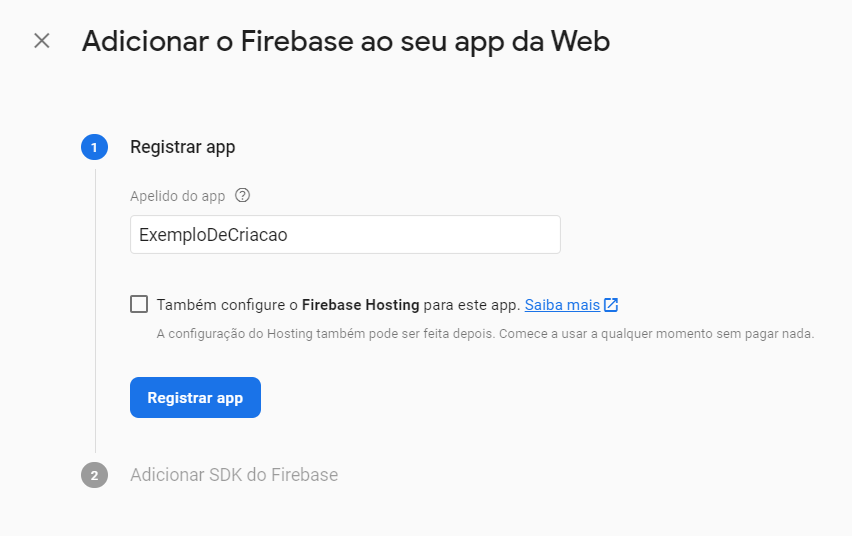 Adicionar o Firebase ao seu app da Web
1
Registrar app
Apelido do app ?
ExemploDeCriacao
Também configure o Firebase Hosting para este app. Saiba mais
A configuração do Hosting também pode ser feita depois. Comece a usar a qualquer momento sem pagar nada.
Registrar app
2
Adicionar SDK do Firebase